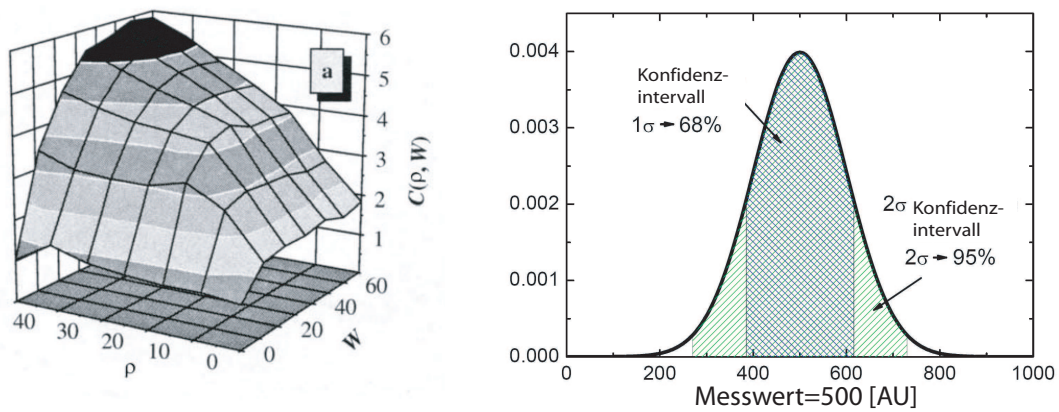 a
6
5
4
3
2
1
C(ρ, W)
40
30
20
10
0
ρ
0
20
40
60
W
0.004
0.003
0.002
0.001
0.000
Konfidenz-
intervall
1σ → 68%
2σ Konfidenz-
intervall
2σ → 95%
0 200 400 600 800 1000
Messwert=500 [AU]